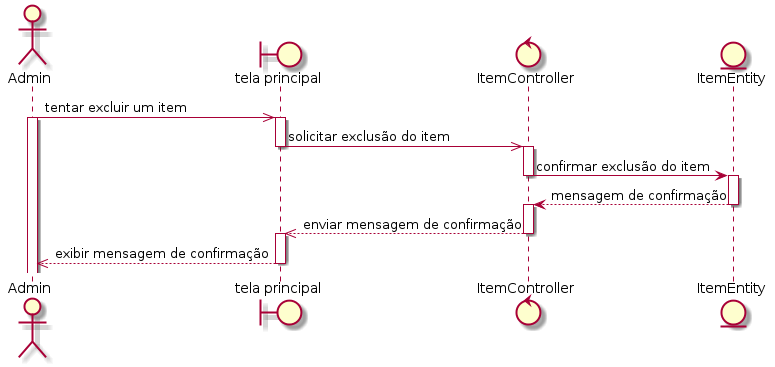 Admin
tela principal
ItemController
ItemEntity
tentar excluir um item
solicitar exclusão do item
confirmar exclusão do item
mensagem de confirmação
enviar mensagem de confirmação
exibir mensagem de confirmação
Admin
tela principal
ItemController
ItemEntity